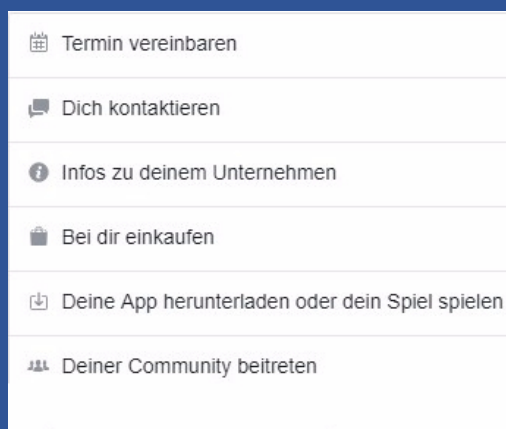 Termin vereinbaren
Dich kontaktieren
Infos zu deinem Unternehmen
Bei dir einkaufen
Deine App herunterladen oder dein Spiel spielen
Deiner Community beitreten